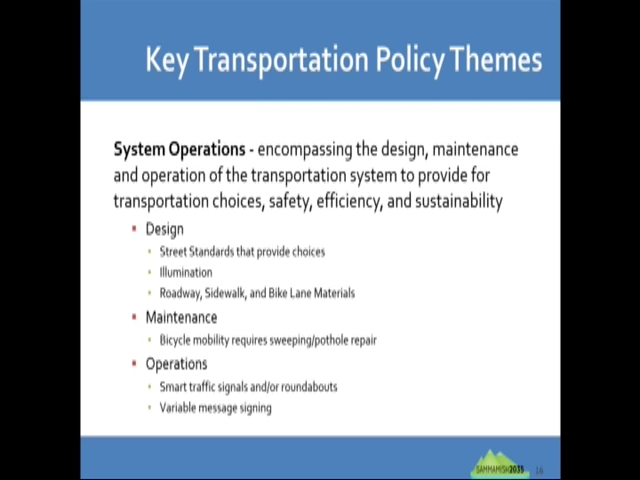 Key Transportation Policy Themes
System Operations - encompassing the design, maintenance
and operation of the transportation system to provide for
transportation choices, safety, efficiency, and sustainability
Design
Street Standards that provide choices
Illumination
Roadway, Sidewalk, and Bike Lane Materials
Maintenance
Bicycle mobility requires sweeping/pothole repair
Operations
Smart traffic signals and/or roundabouts
Variable message signing
SAMMAMISH2035
16